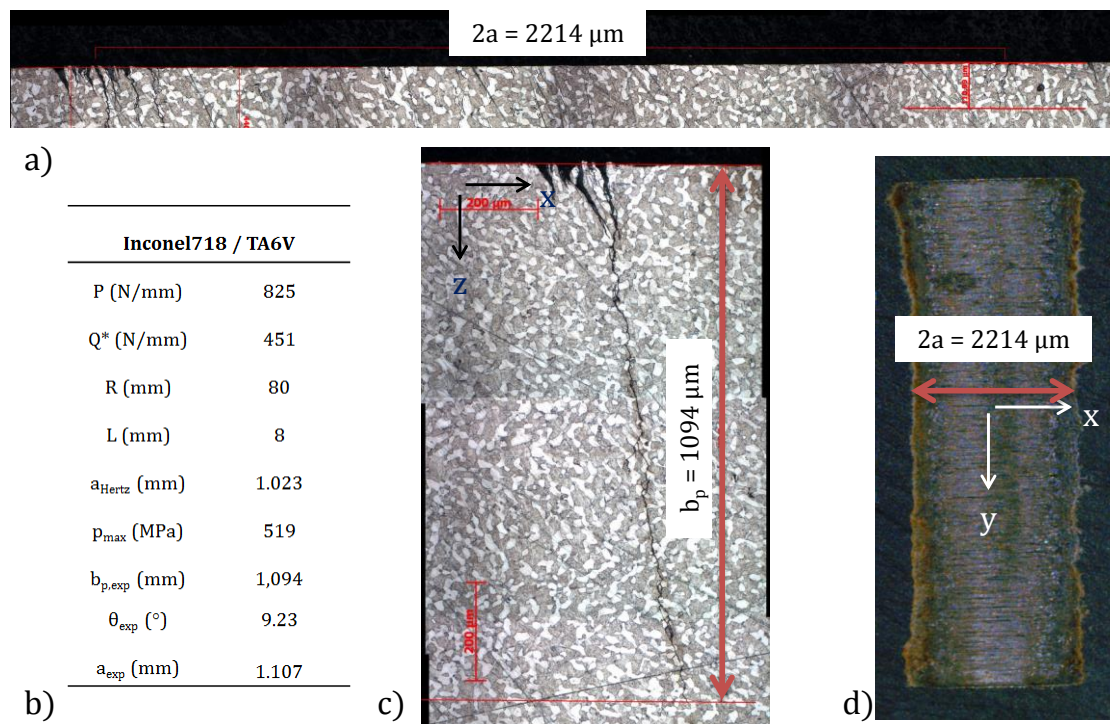 2a = 2214 μm
a)
Inconel718 / TA6V
P (N/mm) 825
Q* (N/mm) 451
R (mm) 80
L (mm) 8
aHertz (mm) 1.023
pmax (MPa) 519
bp,exp (mm) 1,094
θexp (°) 9.23
aexp (mm) 1.107
b)
x
200 μm
z
bp = 1094 μm
200 μm
c)
2a = 2214 μm
x
y
d)